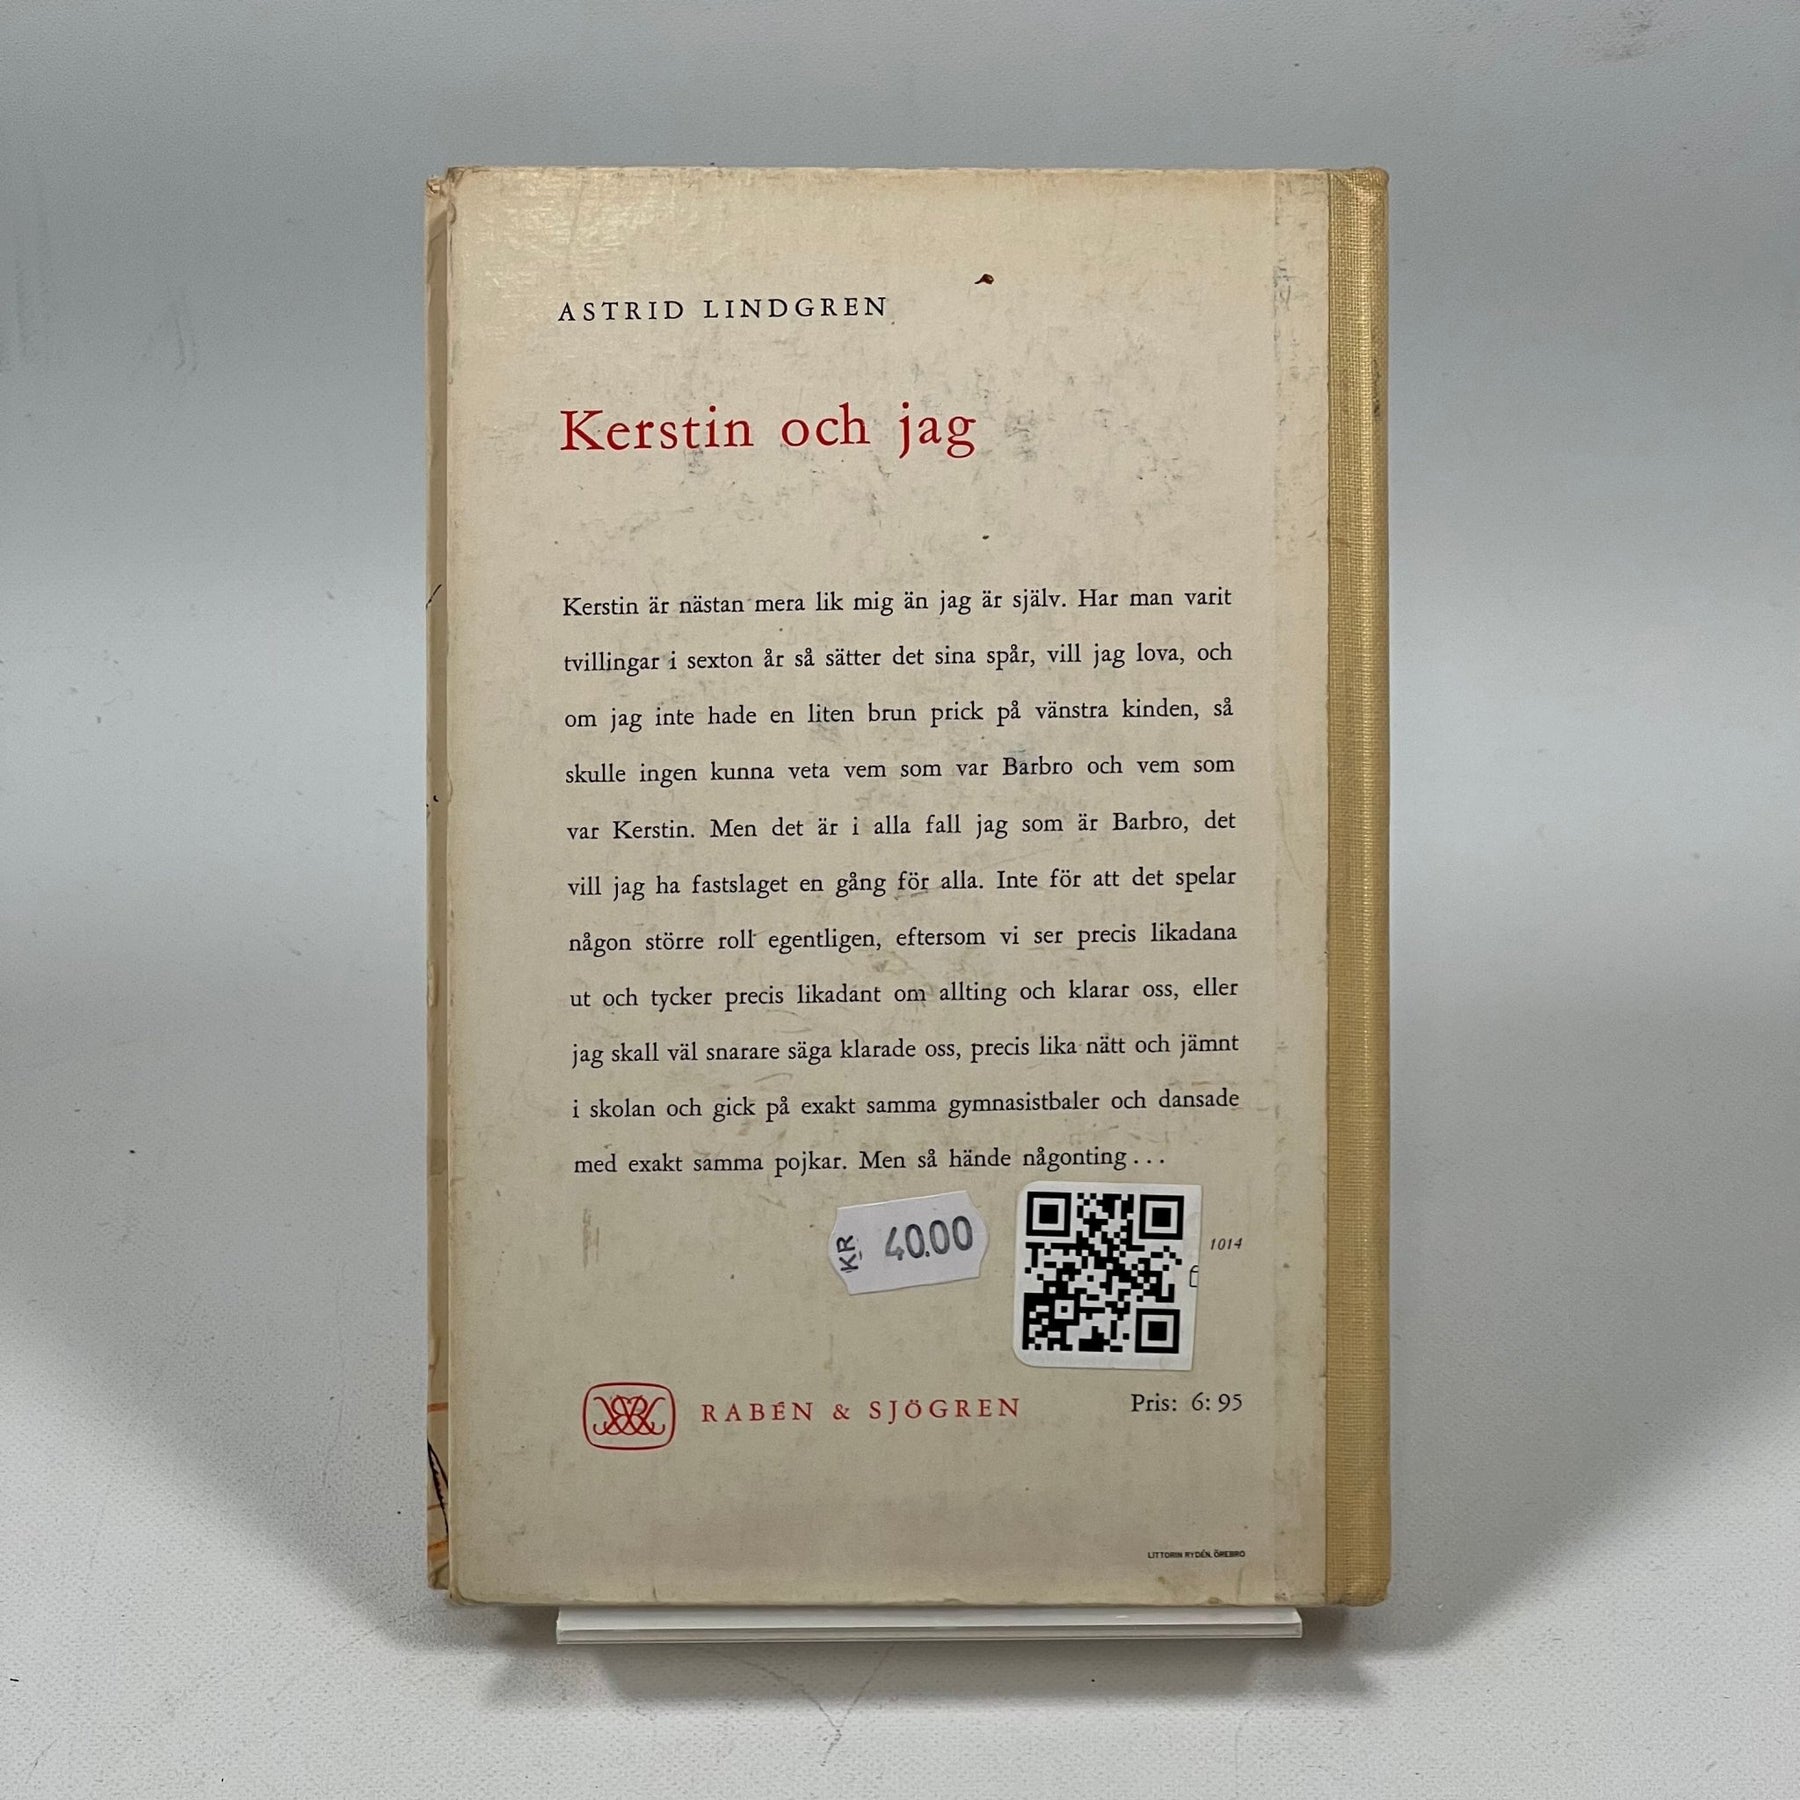 ASTRID LINDGREN
Kerstin och jag
Kerstin är nästan mera lik mig än jag är själv. Har man varit
tvillingar i sexton år så sätter det sina spår, vill jag lova, och
om jag inte hade en liten brun prick på vänstra kinden, så
skulle ingen kunna veta vem som var Barbro och vem som
var Kerstin. Men det är i alla fall jag som är Barbro, det
vill jag ha fastslaget en gång för alla. Inte för att det spelar
någon större roll egentligen, eftersom vi ser precis likadana
ut och tycker precis likadant om allting och klarar oss, eller
jag skall väl snarare säga klarade oss, precis lika nätt och jämnt
i skolan och gick på exakt samma gymnasistbaler och dansade
med exakt samma pojkar. Men så hände någonting...
KR 40.00
1014
RABÉN & SJÖGREN
Pris: 6:95
LITTORIN RYDÉN, ÖREBRO